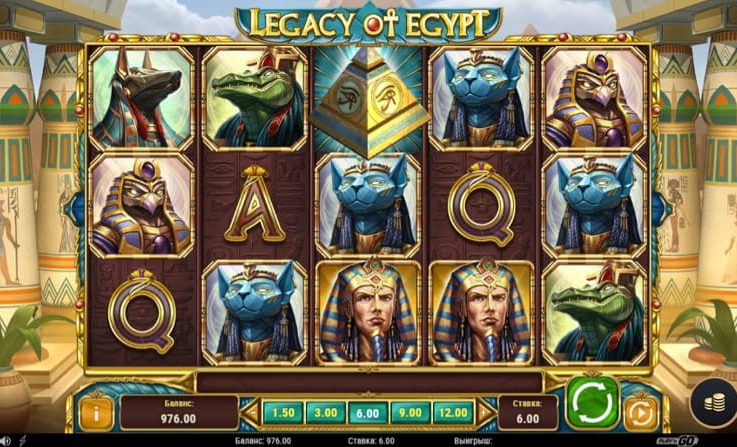 LEGACY OF EGYPT
A
Q
Q
i
Баланс:
976.00
1.50
3.00
6.00
9.00
12.00
Ставка:
6.00
Баланс: 976.00
Ставка: 6.00
Выигрыш:
PLAY'N GO